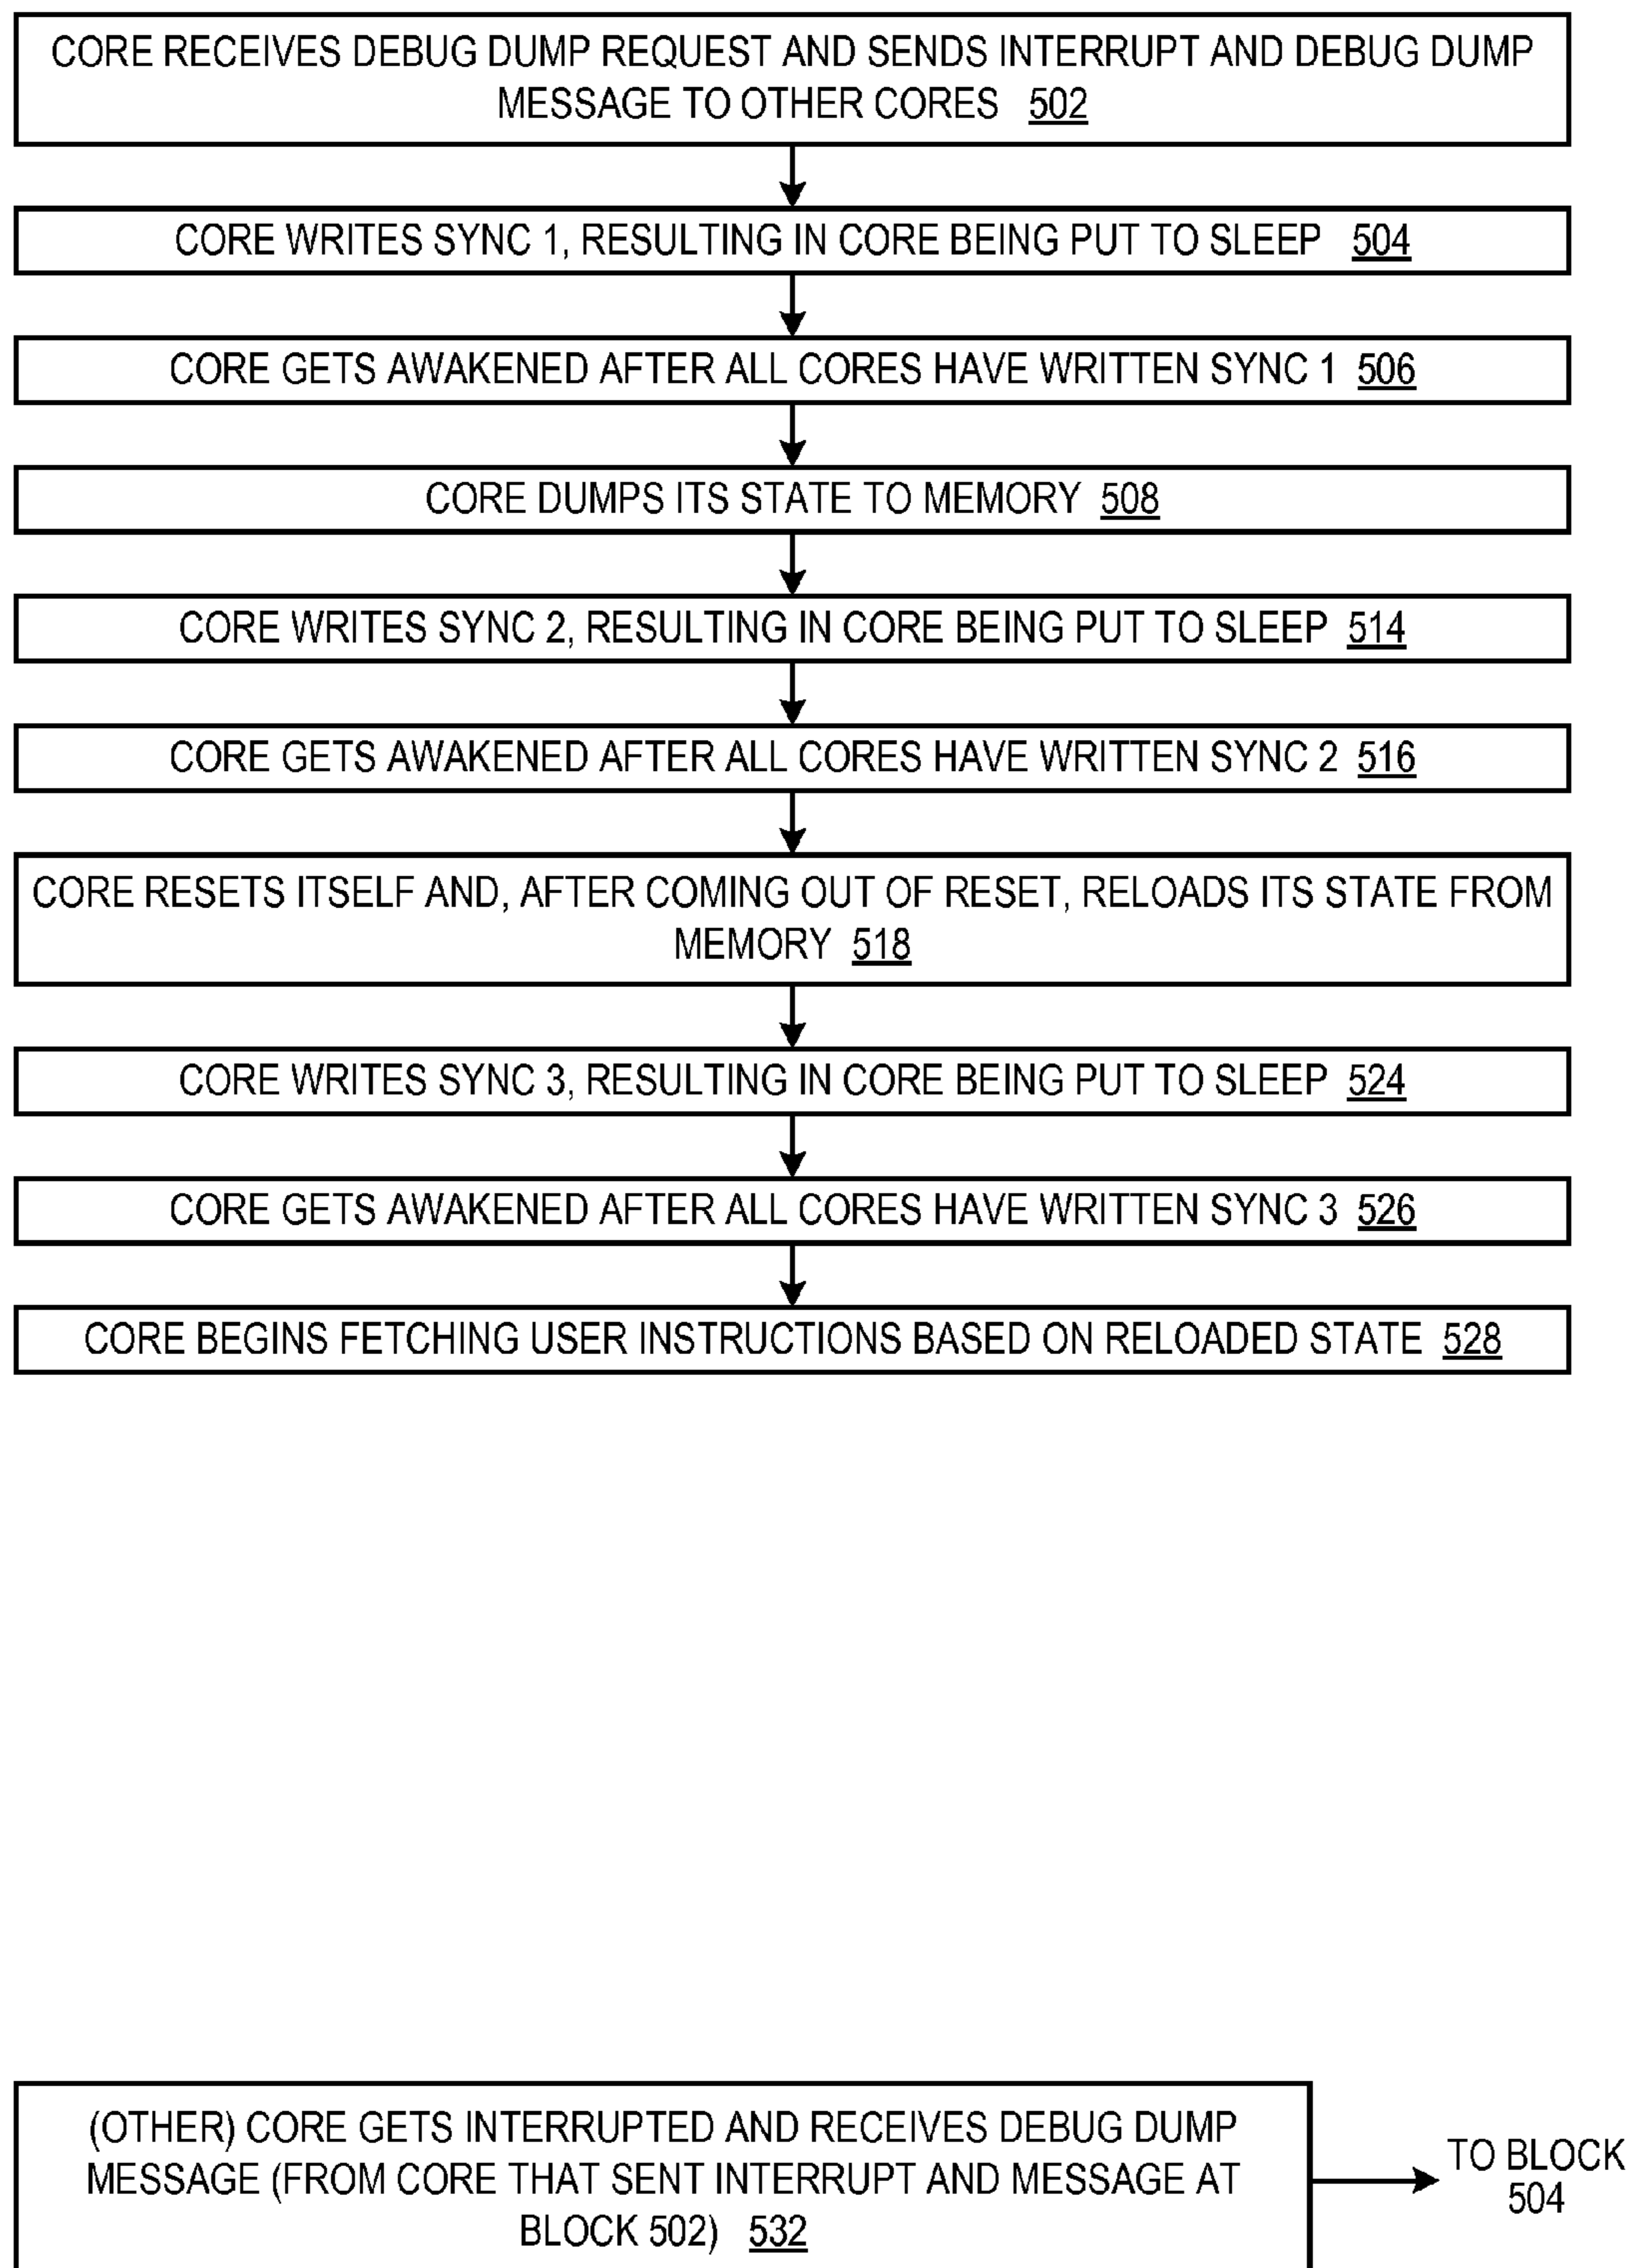 CORE RECEIVES DEBUG DUMP REQUEST AND SENDS INTERRUPT AND DEBUG DUMP
MESSAGE TO OTHER CORES 502
CORE WRITES SYNC 1, RESULTING IN CORE BEING PUT TO SLEEP 504
CORE GETS AWAKENED AFTER ALL CORES HAVE WRITTEN SYNC 1 506
CORE DUMPS ITS STATE TO MEMORY 508
CORE WRITES SYNC 2, RESULTING IN CORE BEING PUT TO SLEEP 514
CORE GETS AWAKENED AFTER ALL CORES HAVE WRITTEN SYNC 2 516
CORE RESETS ITSELF AND, AFTER COMING OUT OF RESET, RELOADS ITS STATE FROM
MEMORY 518
CORE WRITES SYNC 3, RESULTING IN CORE BEING PUT TO SLEEP 524
CORE GETS AWAKENED AFTER ALL CORES HAVE WRITTEN SYNC 3 526
CORE BEGINS FETCHING USER INSTRUCTIONS BASED ON RELOADED STATE 528
(OTHER) CORE GETS INTERRUPTED AND RECEIVES DEBUG DUMP
MESSAGE (FROM CORE THAT SENT INTERRUPT AND MESSAGE AT
BLOCK 502) 532
TO BLOCK
504